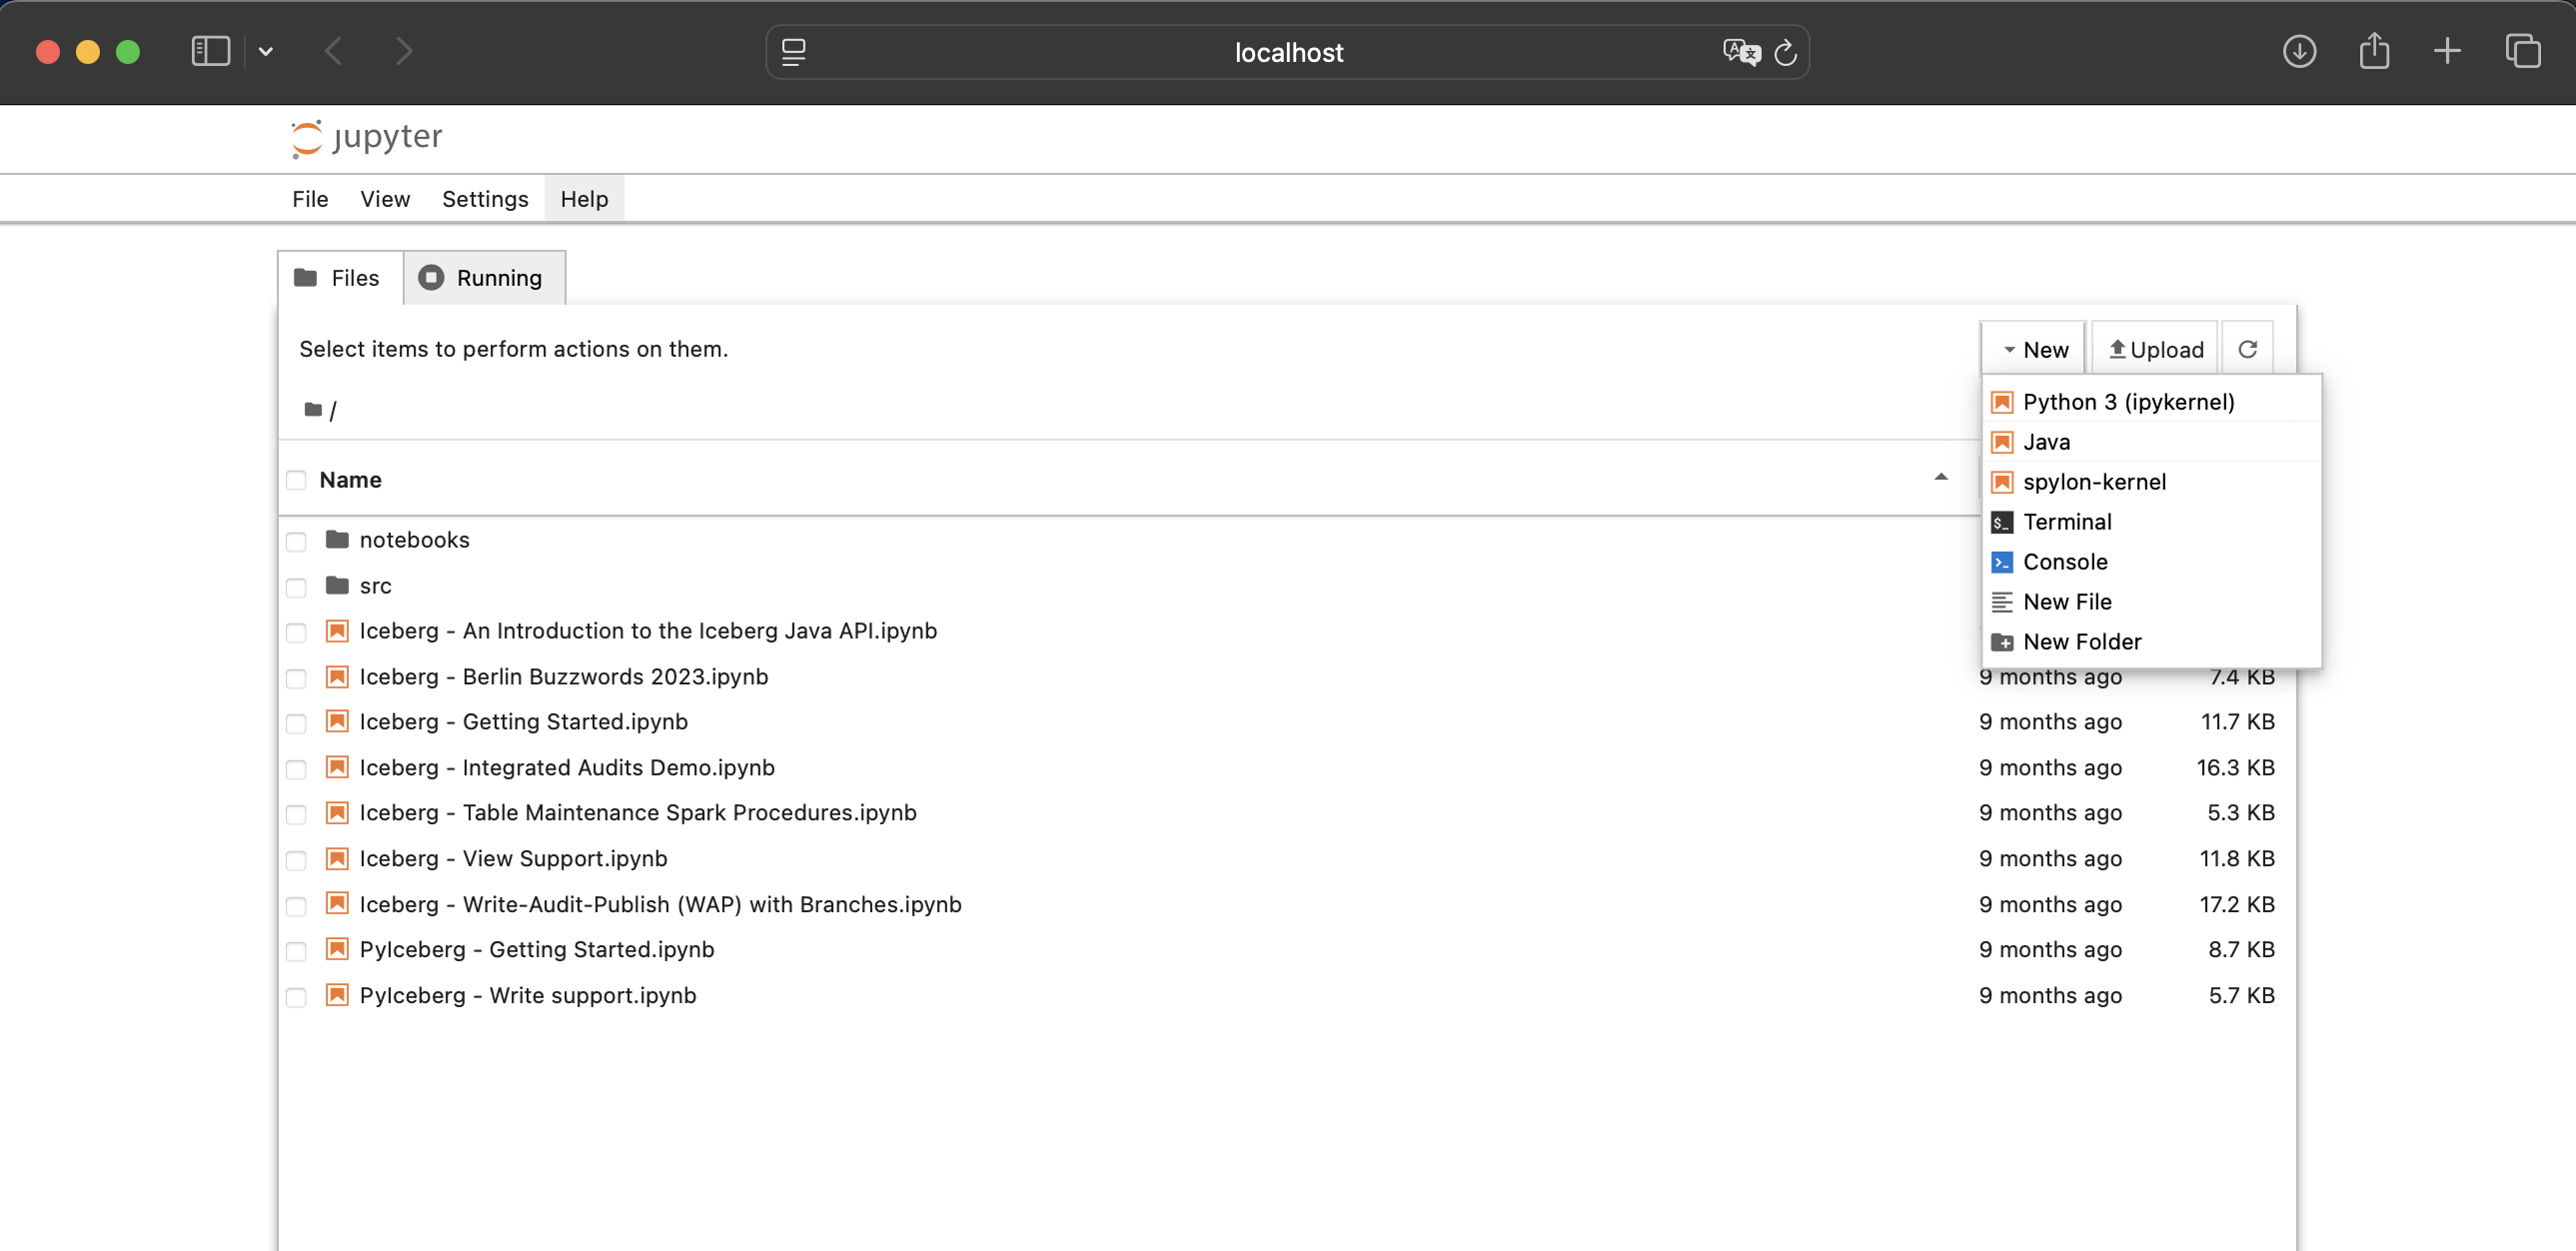 localhost
jupyter
File View Settings Help
Files Running
Select items to perform actions on them.
New Upload
/
Python 3 (ipykernel)
Java
spylon-kernel
Terminal
Console
New File
New Folder
Name
notebooks
src
Iceberg - An Introduction to the Iceberg Java API.ipynb
Iceberg - Berlin Buzzwords 2023.ipynb 9 months ago 7.4 KB
Iceberg - Getting Started.ipynb 9 months ago 11.7 KB
Iceberg - Integrated Audits Demo.ipynb 9 months ago 16.3 KB
Iceberg - Table Maintenance Spark Procedures.ipynb 9 months ago 5.3 KB
Iceberg - View Support.ipynb 9 months ago 11.8 KB
Iceberg - Write-Audit-Publish (WAP) with Branches.ipynb 9 months ago 17.2 KB
PyIceberg - Getting Started.ipynb 9 months ago 8.7 KB
PyIceberg - Write support.ipynb 9 months ago 5.7 KB